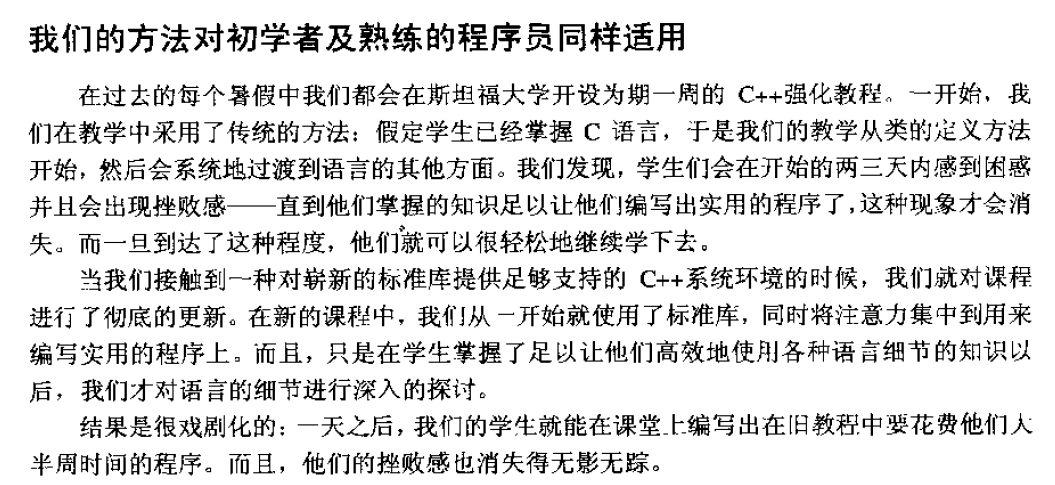 我们的方法对初学者及熟练的程序员同样适用
在过去的每个暑假中我们都会在斯坦福大学开设为期一周的 C++强化教程。一开始，我
们在教学中采用了传统的方法：假定学生已经掌握 C 语言，于是我们的教学从类的定义方法
开始，然后会系统地过渡到语言的其他方面。我们发现，学生们会在开始的两三天内感到困惑
并且会出现挫败感——直到他们掌握的知识足以让他们编写出实用的程序了，这种现象才会消
失。而一旦到达了这种程度，他们就可以很轻松地继续学下去。
当我们接触到一种对崭新的标准库提供足够支持的 C++系统环境的时候，我们就对课程
进行了彻底的更新。在新的课程中，我们从一开始就使用了标准库，同时将注意力集中到用来
编写实用的程序上。而且，只是在学生掌握了足以让他们高效地使用各种语言细节的知识以
后，我们才对语言的细节进行深入的探讨。
结果是很戏剧化的：一天之后，我们的学生就能在课堂上编写出在旧教程中要花费他们大
半周时间的程序。而且，他们的挫败感也消失得无影无踪。